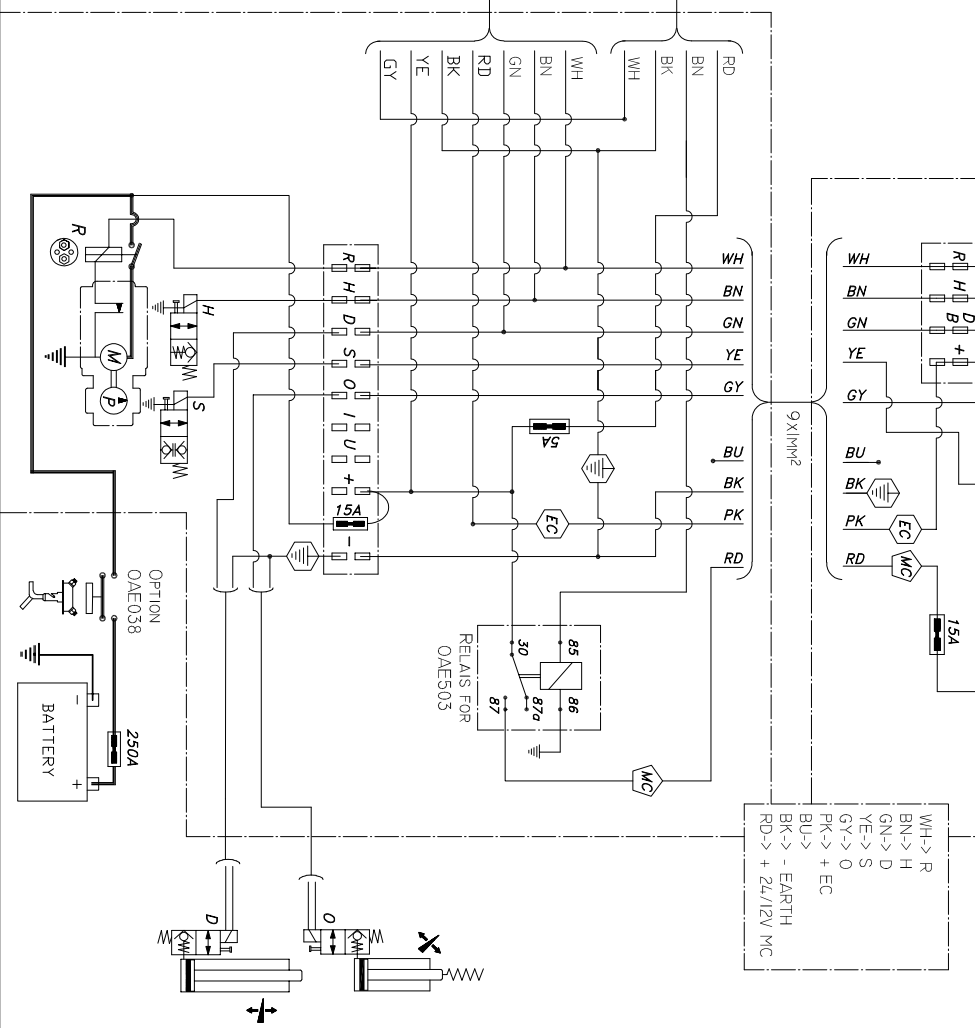 GY YE BK RD GN BN WH
WH BK BN RD
R
H
S
M
P
R
H
D
S
O
I
U
+
15A
-
5A
EC
MC
WH
BN
GN
YE
GY
BU
BK
PK
RD
9X1MM²
WH
BN
GN
YE
GY
BU
BK
PK
RD
EC
MC
15A
R
H
D
B
+
OPTION
OAE038
250A
BATTERY
- +
RELAIS FOR
OAE503
30 85
87 87a 86
WH-> R
BN-> H
GN-> D
YE-> S
GY-> O
PK-> + EC
BU->
BK-> - EARTH
RD-> + 24/12V MC
D
O